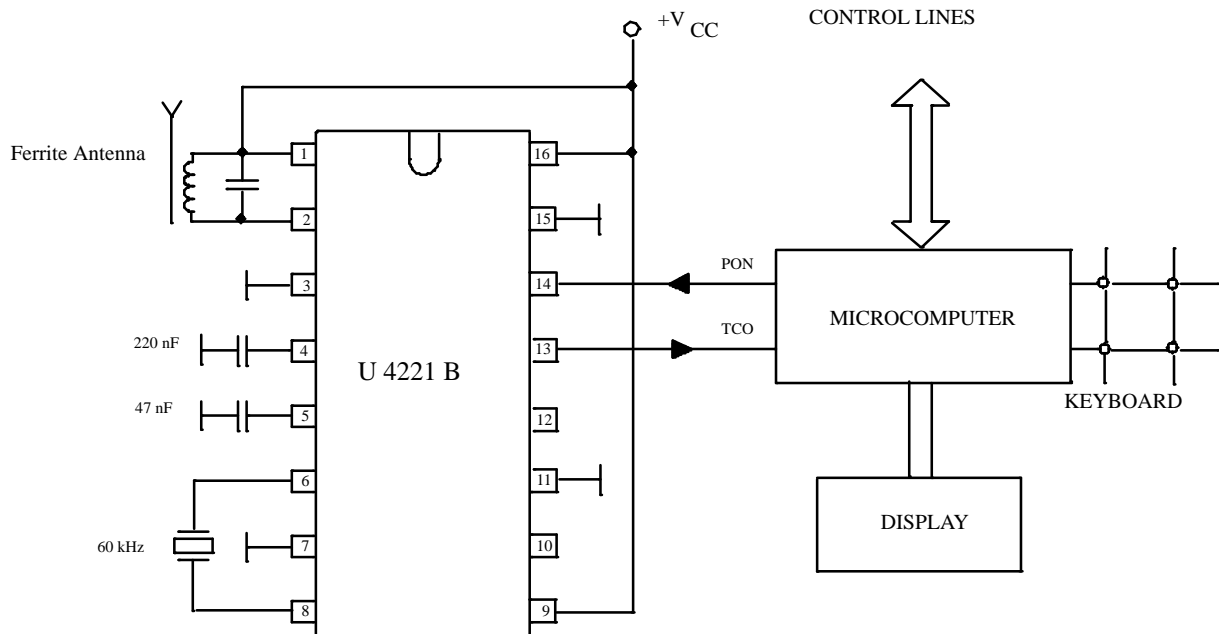 +V CC
CONTROL LINES
Ferrite Antenna
1
16
2
15
3
14
PON
220 nF
4
13
TCO
MICROCOMPUTER
U 4221 B
47 nF
5
12
KEYBOARD
6
11
60 kHz
7
10
DISPLAY
8
9